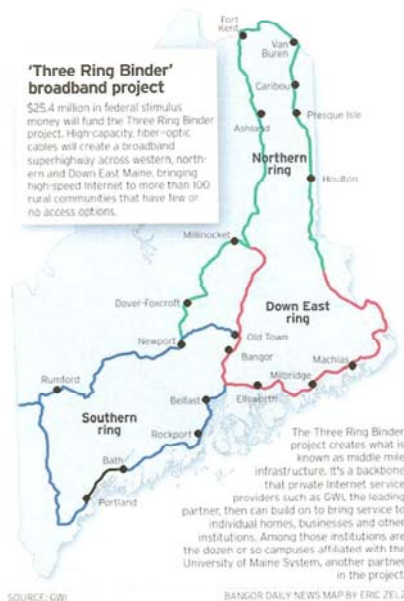 'Three Ring Binder'
broadband project
$25.4 million in federal stimulus
money will fund the Three Ring Binder
project. High-capacity, fiber-optic
cables will create a broadband
superhighway across western, north-
ern and Down East Maine, bringing
high-speed Internet to more than 100
rural communities that have few or
no access options.
Fort
Kent
Van
Buren
Caribou
Presque Isle
Ashland
Northern
ring
Houlton
Millinocket
Dover-Foxcroft
Down East
ring
Newport
Old Town
Bangor
Machias
Milbridge
Ellsworth
Rumford
Belfast
Southern
ring
Rockport
Bath
Portland
The Three Ring Binder
project creates what is
known as middle mile
infrastructure. It's a backbone
that private Internet service
providers such as GWI, the leading
partner, then can build on to bring service to
individual homes, businesses and other
institutions. Among those institutions are
the dozen or so campuses affiliated with the
University of Maine System, another partner
in the project
SOURCE: GWI
BANGOR DAILY NEWS MAP BY ERIC ZELZ